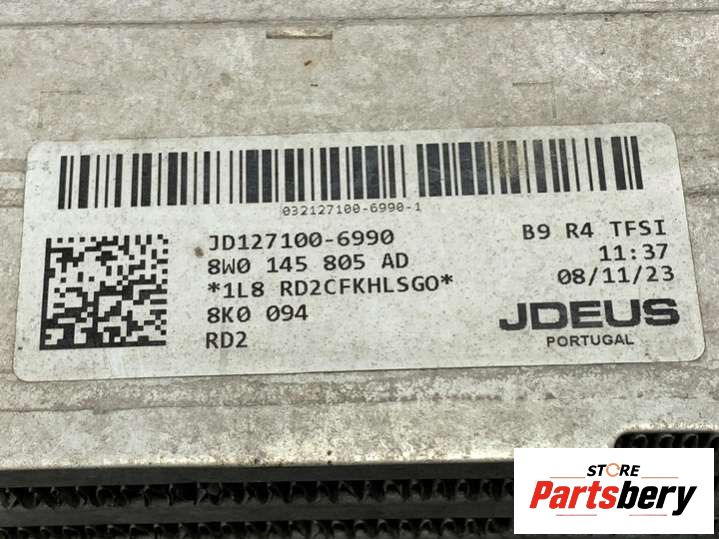 032127100-6990-1
JD127100-6990
8W0 145 805 AD
*1L8 RD2CFKHLSGO*
8K0 094
RD2
B9 R4 TFSI
11:37
08/11/23
JDEUS
PORTUGAL
STORE
Partsbery